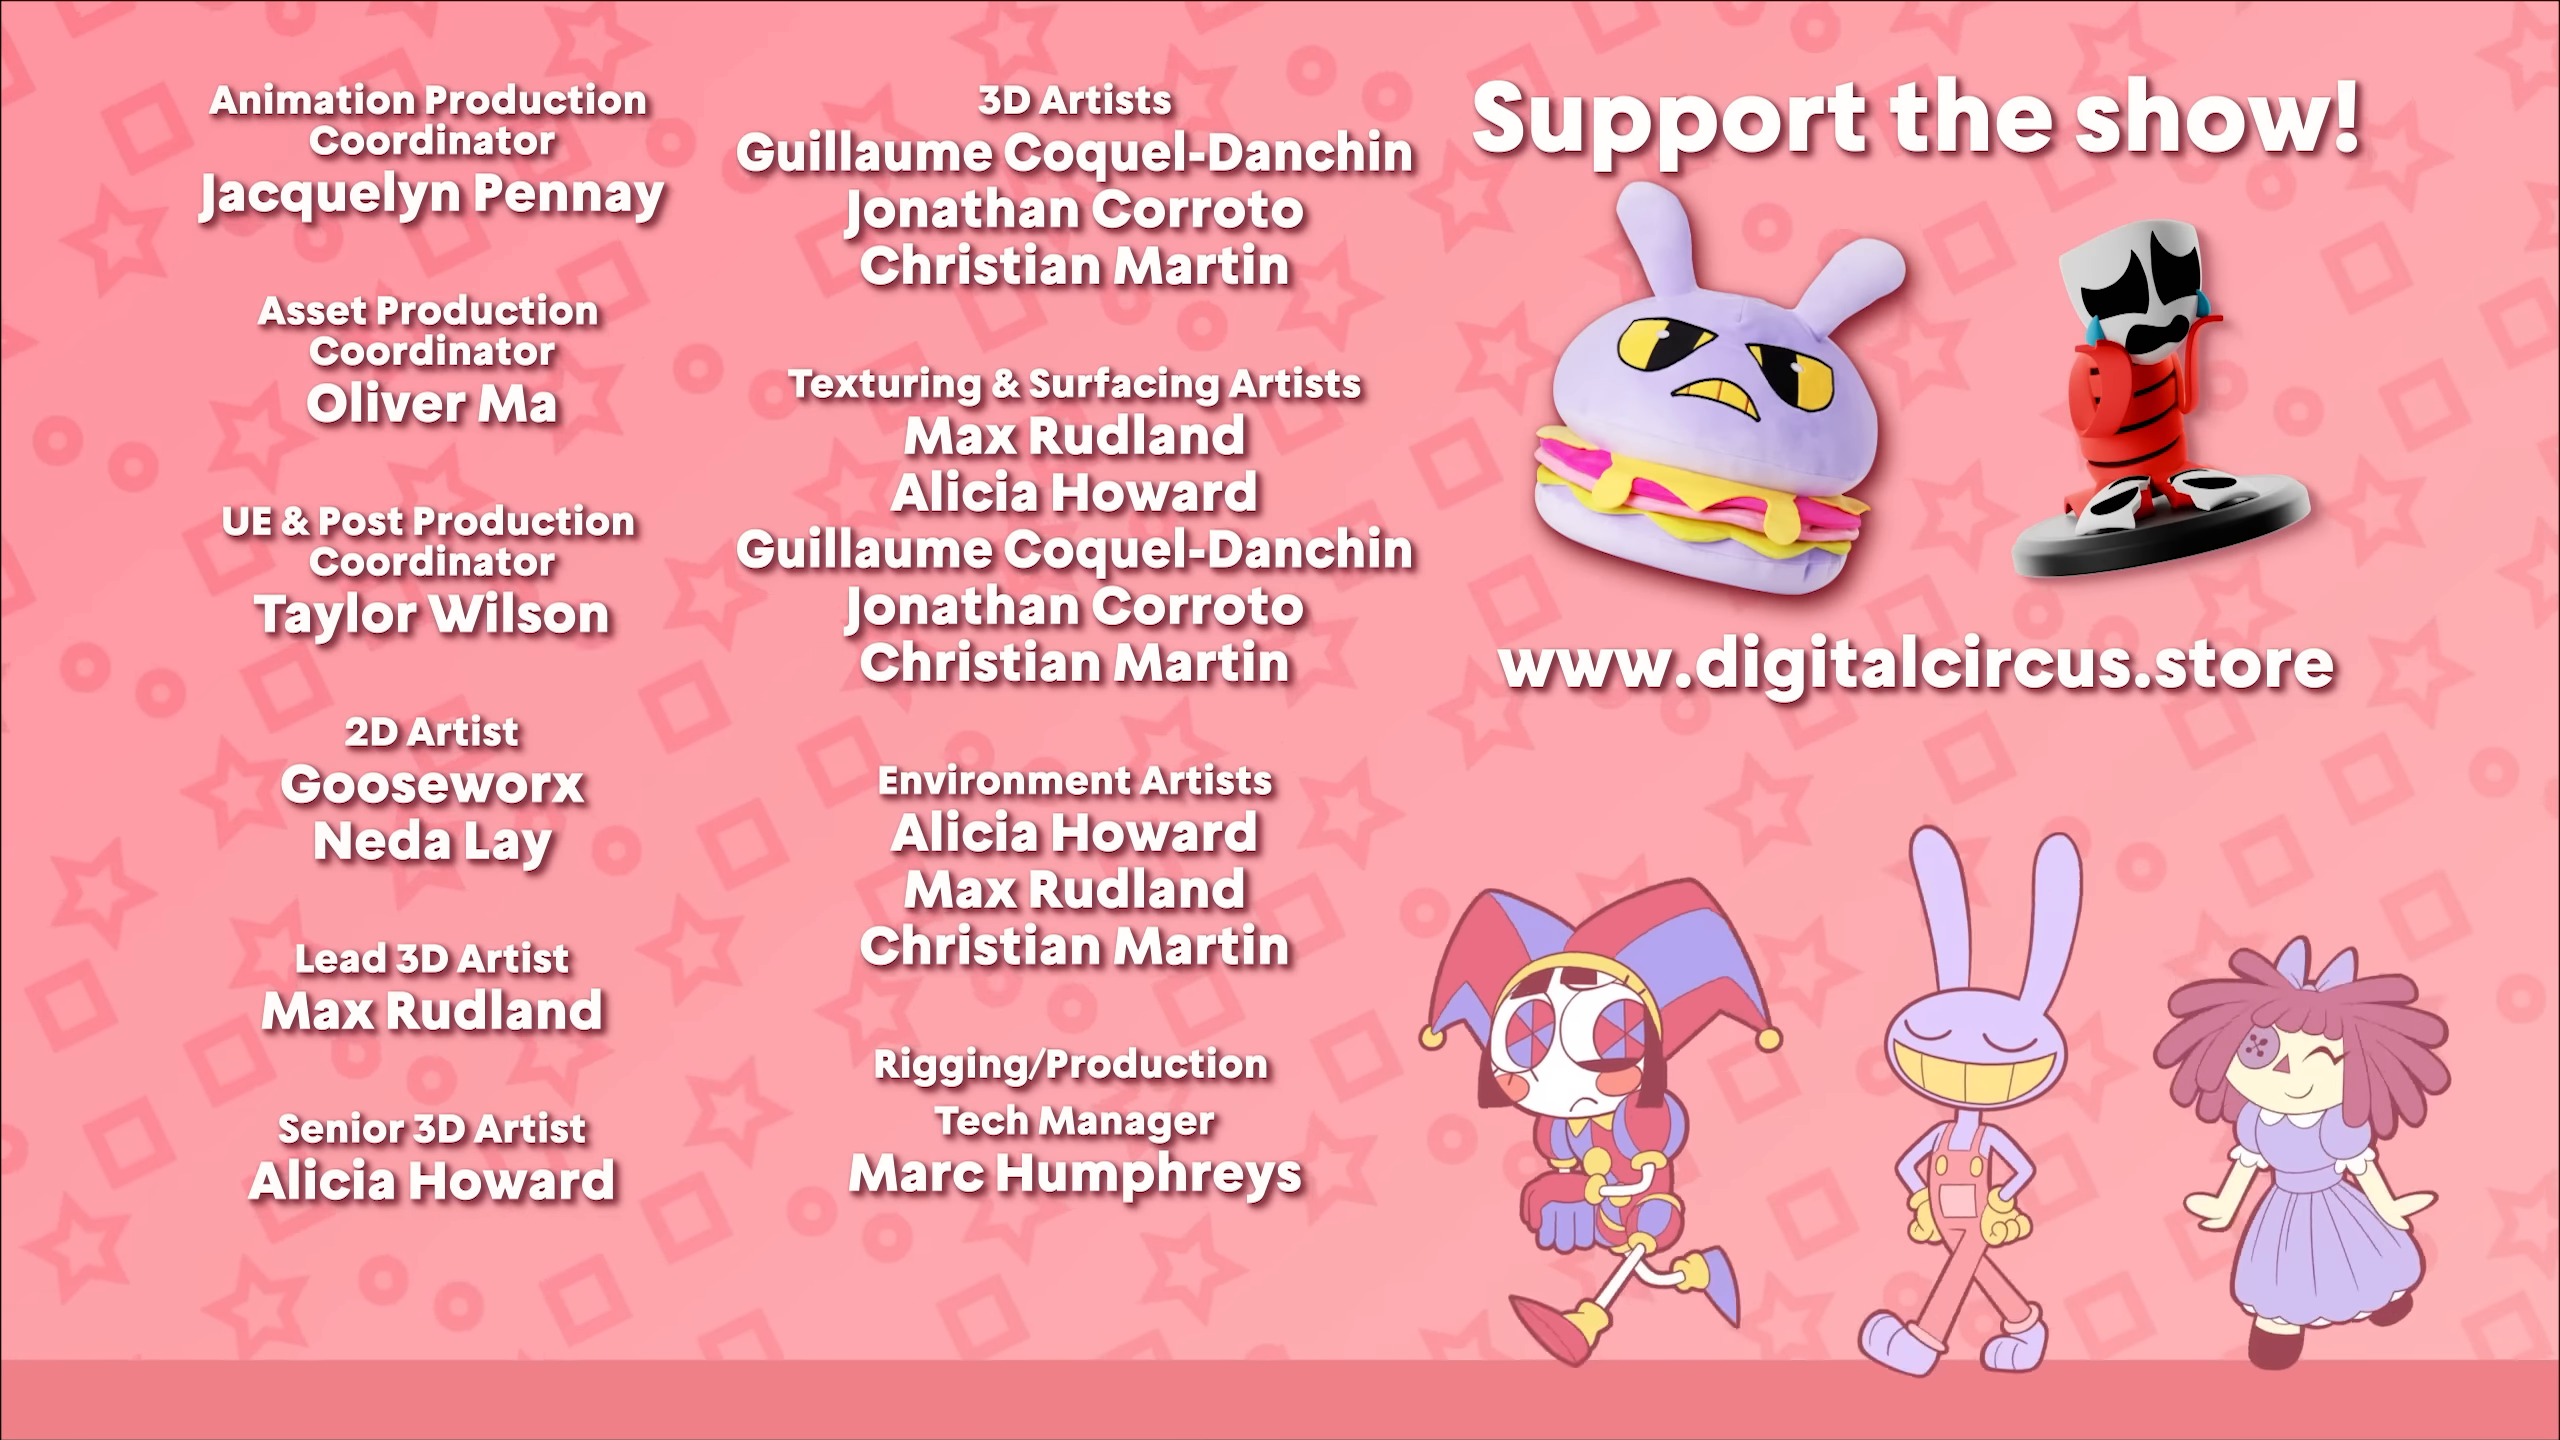 Animation Production
Coordinator
Jacquelyn Pennay
Asset Production
Coordinator
Oliver Ma
UE & Post Production
Coordinator
Taylor Wilson
2D Artist
Gooseworx
Neda Lay
Lead 3D Artist
Max Rudland
Senior 3D Artist
Alicia Howard
3D Artists
Guillaume Coquel-Danchin
Jonathan Corroto
Christian Martin
Texturing & Surfacing Artists
Max Rudland
Alicia Howard
Guillaume Coquel-Danchin
Jonathan Corroto
Christian Martin
Environment Artists
Alicia Howard
Max Rudland
Christian Martin
Rigging/Production
Tech Manager
Marc Humphreys
Support the show!
www.digitalcircus.store